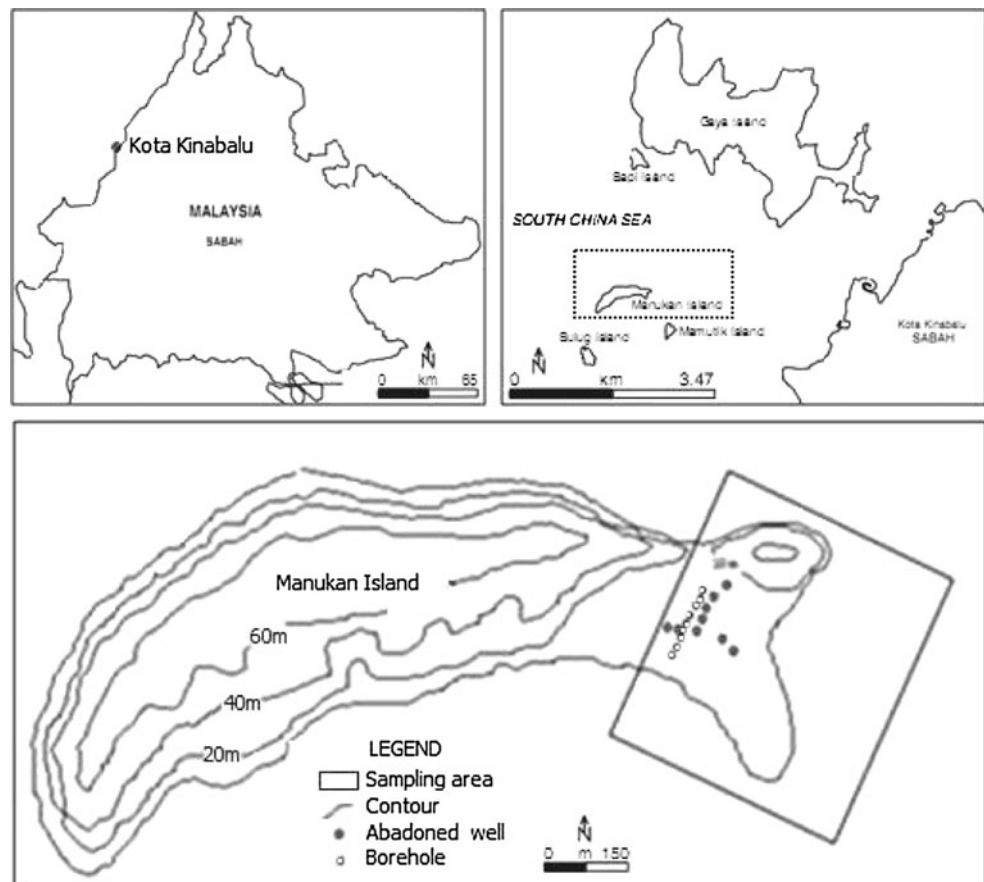 Kota Kinabalu
MALAYSIA
SABAH
N
0 km 65
Gaya Island
Sapi Island
SOUTH CHINA SEA
Manukan Island
Mamutik Island
Sulug Island
Kota Kinabalu
SABAH
N
0 km 3.47
Manukan Island
60m
40m
20m
LEGEND
Sampling area
Contour
Abadoned well
Borehole
N
0 m 150